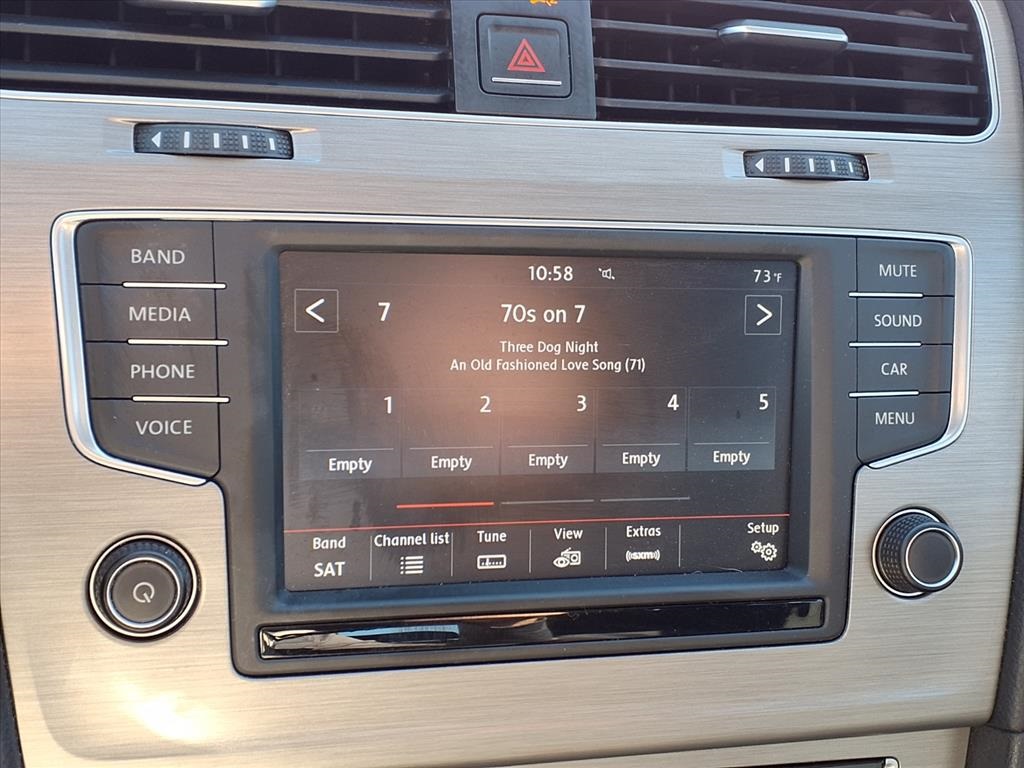 BAND
MEDIA
PHONE
VOICE
10:58 73°F
7 70s on 7
Three Dog Night
An Old Fashioned Love Song (71)
1 2 3 4 5
Empty Empty Empty Empty Empty
Band Channel list Tune View Extras Setup
SAT ((sxm))
MUTE
SOUND
CAR
MENU